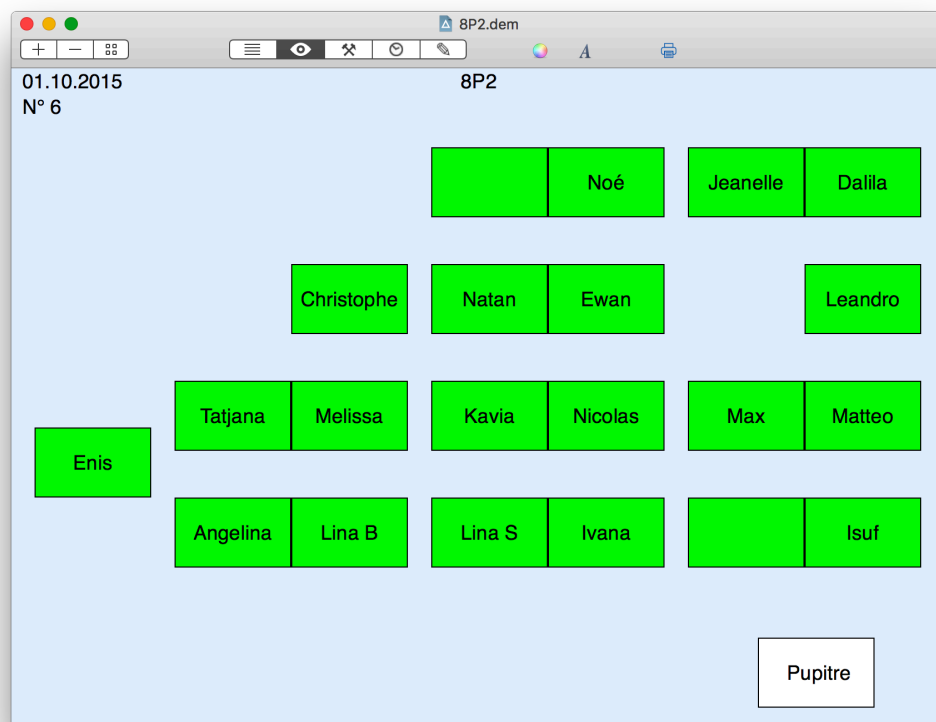 8P2.dem
01.10.2015 8P2
N° 6
Noé Jeanelle Dalila
Christophe Natan Ewan Leandro
Tatjana Melissa Kavia Nicolas Max Matteo
Enis
Angelina Lina B Lina S Ivana Isuf
Pupitre